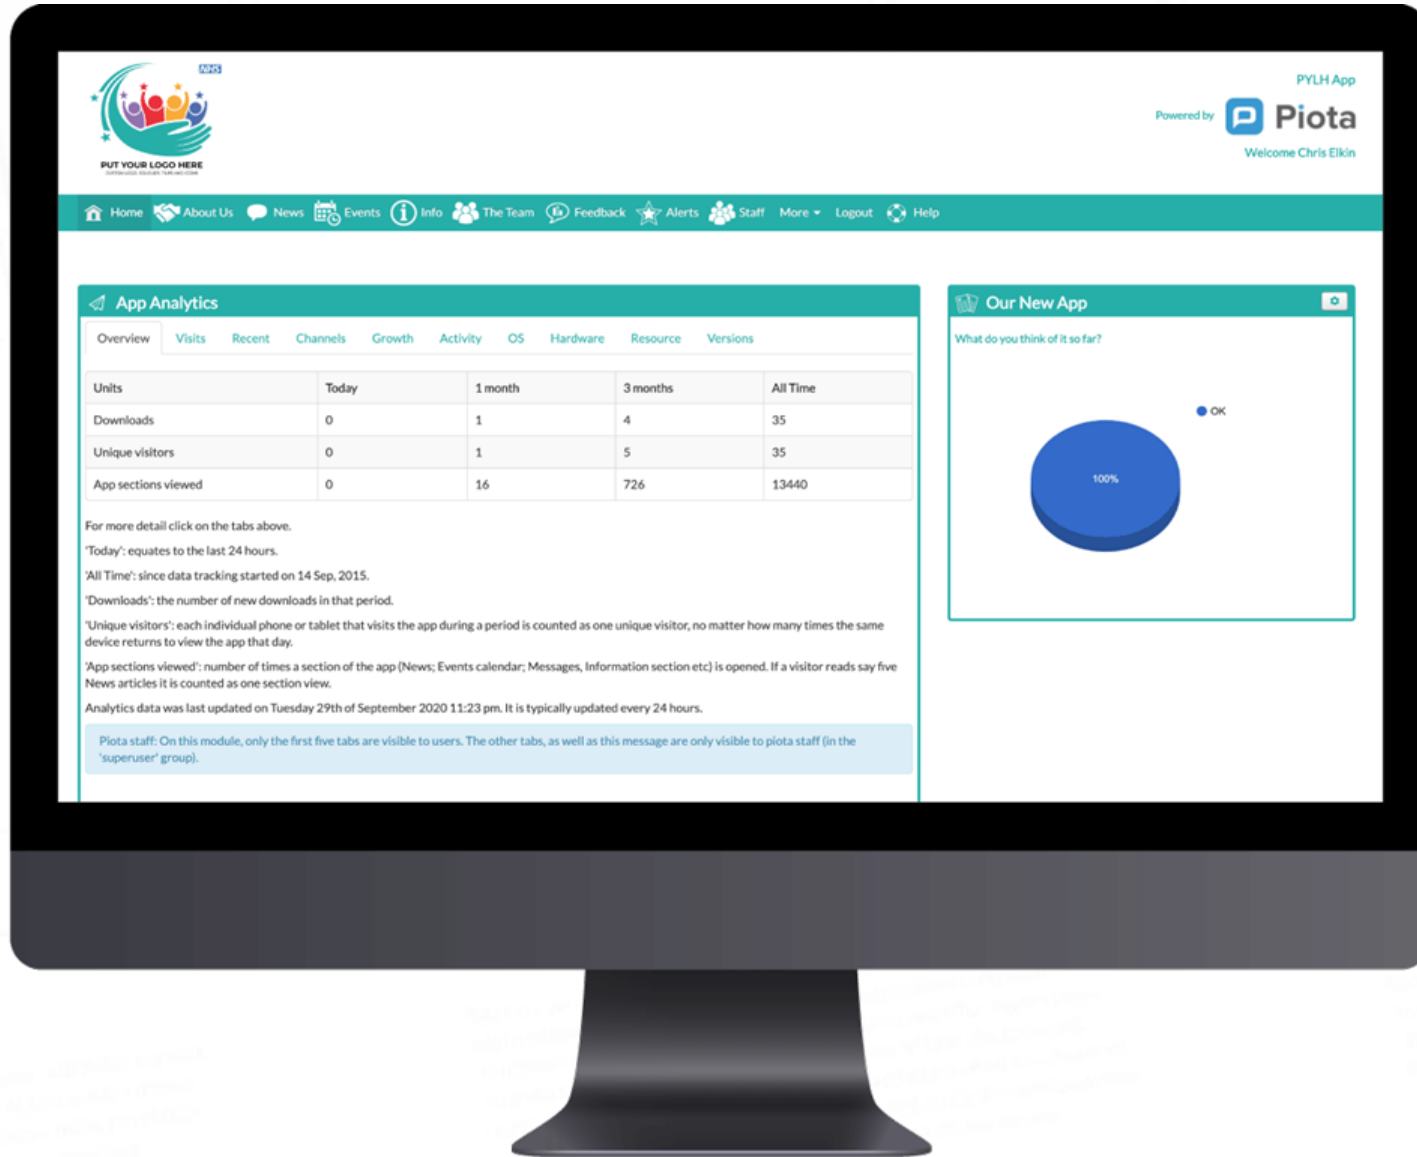 NHS
PUT YOUR LOGO HERE
PYLH App
Powered by Piota
Welcome Chris Elkin
Home About Us News Events Info The Team Feedback Alerts Staff More Logout Help
App Analytics
Overview Visits Recent Channels Growth Activity OS Hardware Resource Versions
Units Today 1 month 3 months All Time
Downloads 0 1 4 35
Unique visitors 0 1 5 35
App sections viewed 0 16 726 13440
For more detail click on the tabs above.
'Today': equates to the last 24 hours.
'All Time': since data tracking started on 14 Sep, 2015.
'Downloads': the number of new downloads in that period.
'Unique visitors': each individual phone or tablet that visits the app during a period is counted as one unique visitor, no matter how many times the same
device returns to view the app that day.
'App sections viewed': number of times a section of the app (News; Events calendar; Messages, Information section etc) is opened. If a visitor reads say five
News articles it is counted as one section view.
Analytics data was last updated on Tuesday 29th of September 2020 11:23 pm. It is typically updated every 24 hours.
Piota staff: On this module, only the first five tabs are visible to users. The other tabs, as well as this message are only visible to piota staff (in the
'superuser' group).
Our New App
What do you think of it so far?
OK
100%